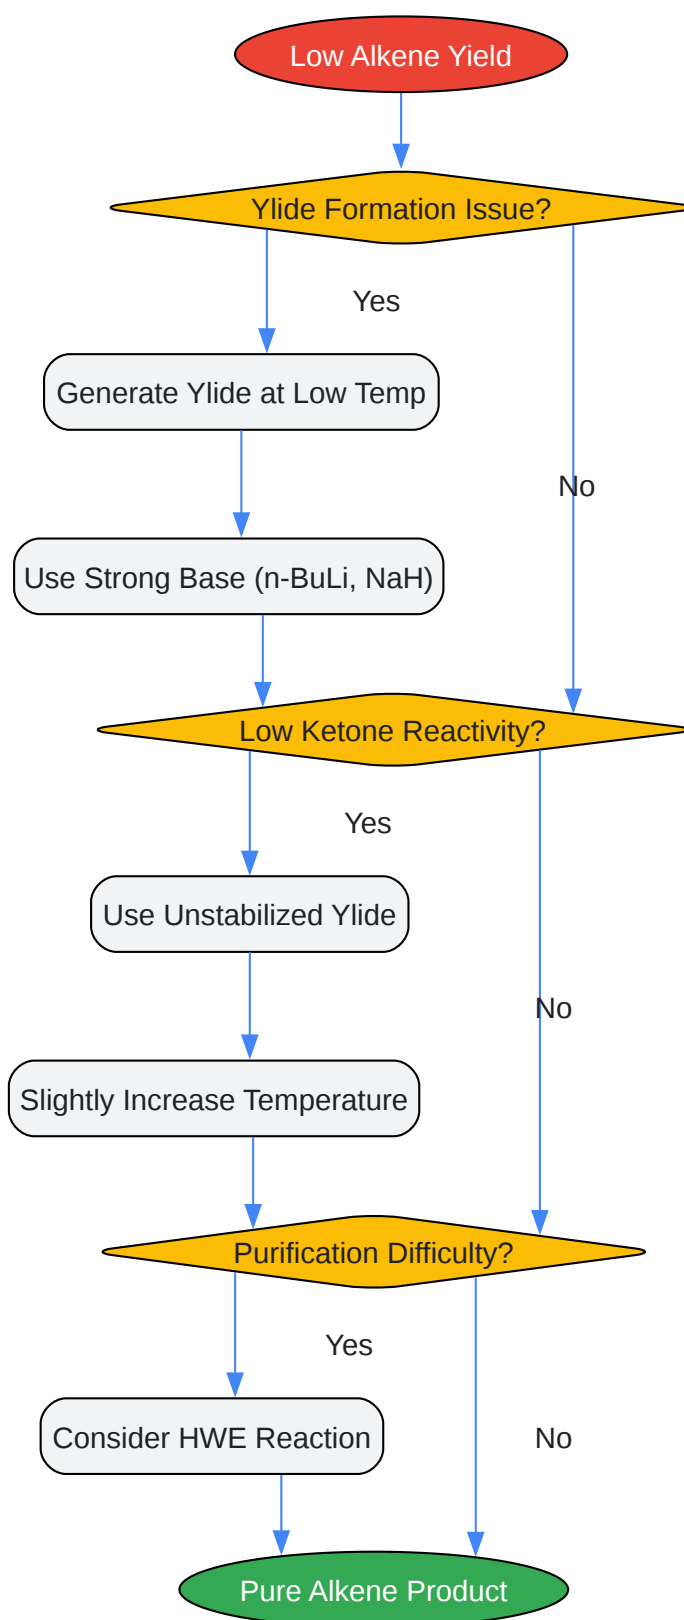 Low Alkene Yield
Ylide Formation Issue?
Yes
Generate Ylide at Low Temp
No
Use Strong Base (n-BuLi, NaH)
Low Ketone Reactivity?
Yes
Use Unstabilized Ylide
No
Slightly Increase Temperature
Purification Difficulty?
Yes
Consider HWE Reaction
No
Pure Alkene Product